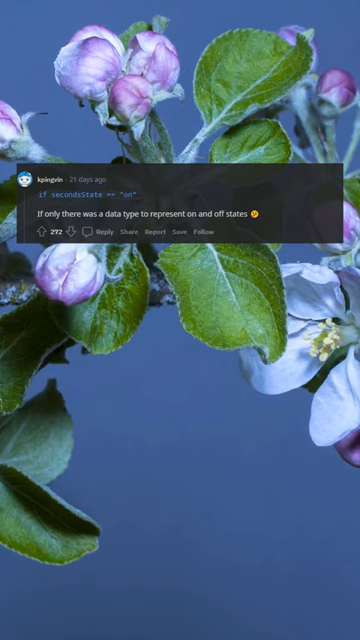 kpingvin · 21 days ago
if secondsState == "on"
If only there was a data type to represent on and off states 🤔
272 Reply Share Report Save Follow